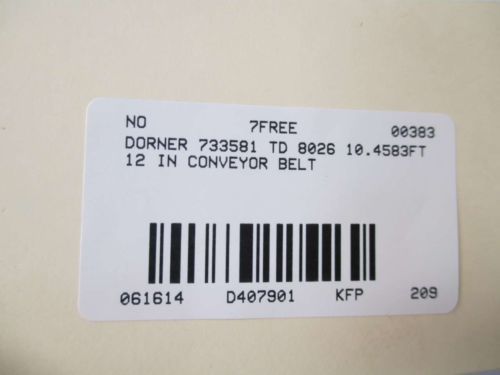 NO 7FREE 00383
DORNER 733581 TD 8026 10.4583FT
12 IN CONVEYOR BELT
061614 D407901 KFP 209